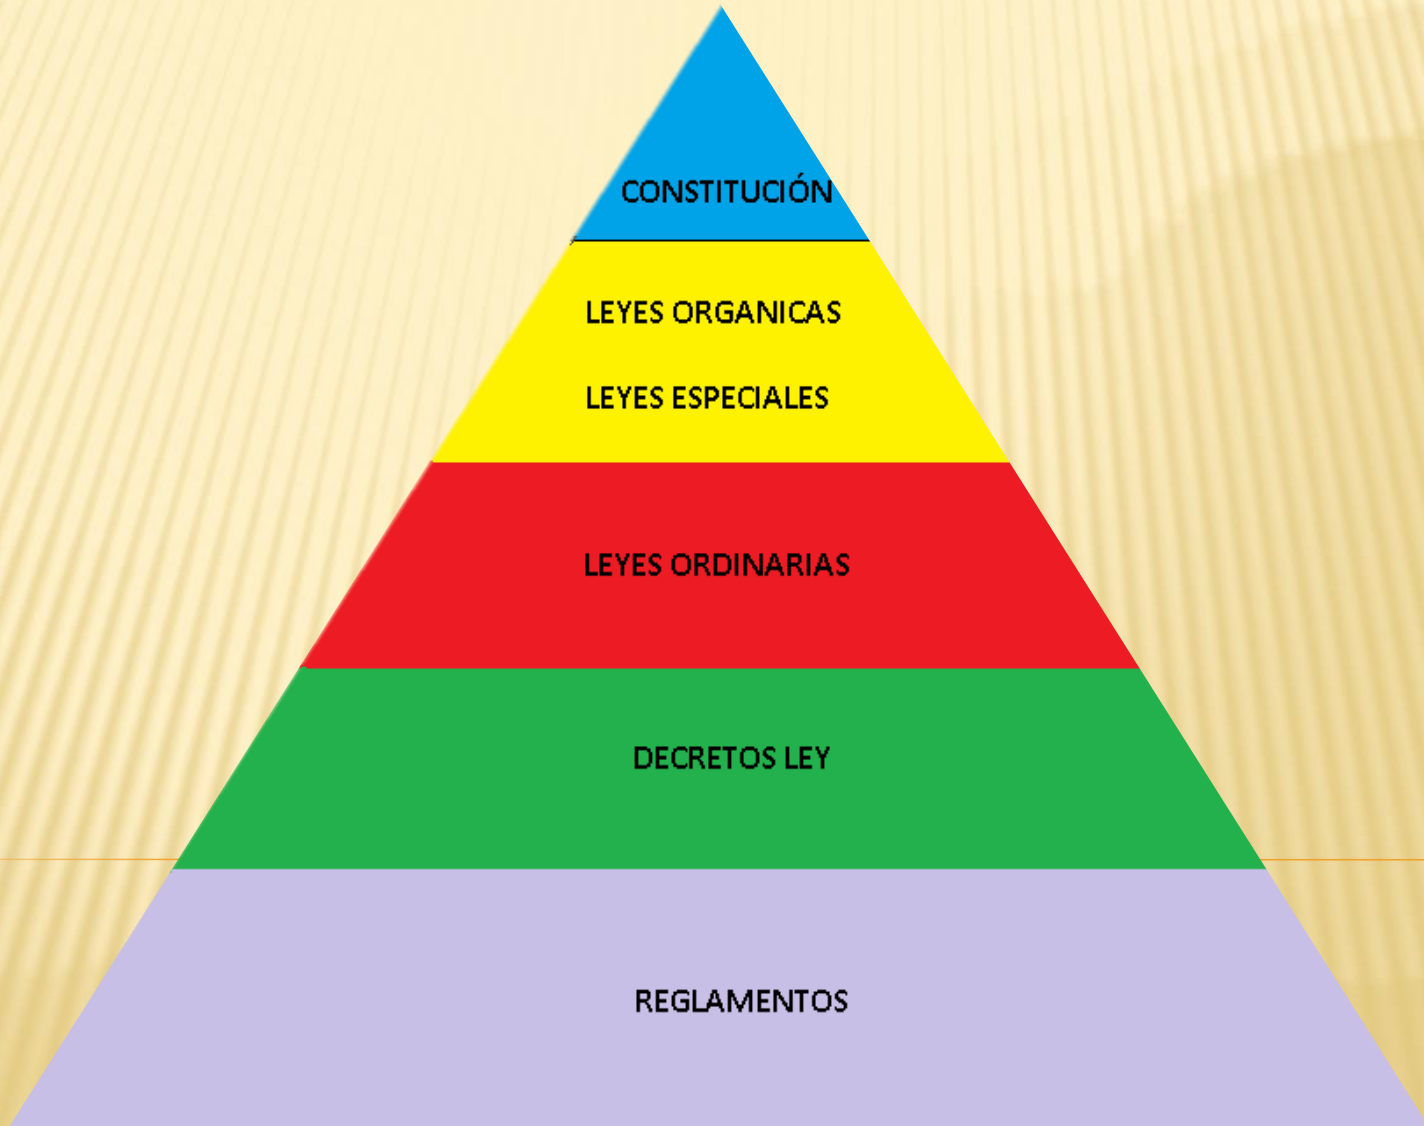 CONSTITUCIÓN
LEYES ORGANICAS
LEYES ESPECIALES
LEYES ORDINARIAS
DECRETOS LEY
REGLAMENTOS